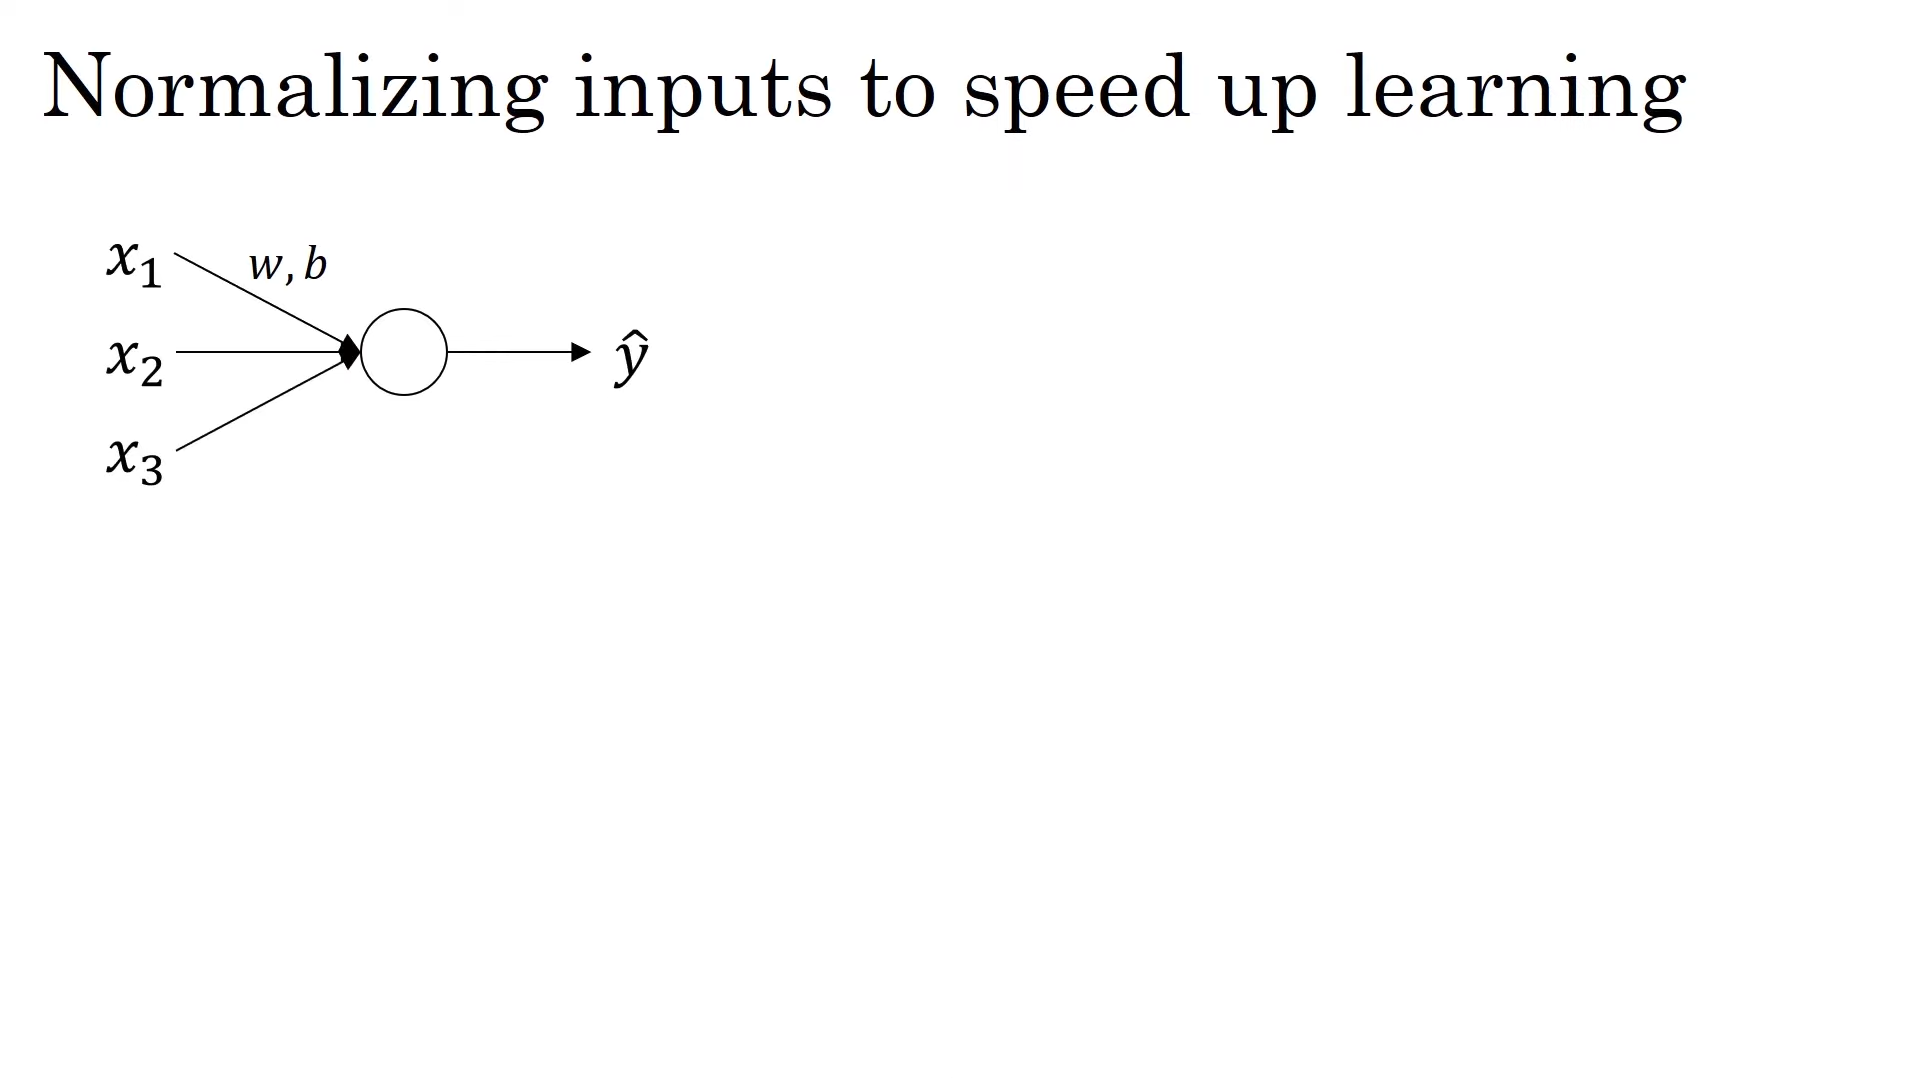 Normalizing inputs to speed up learning
x₁
w, b
x₂
ŷ
x₃